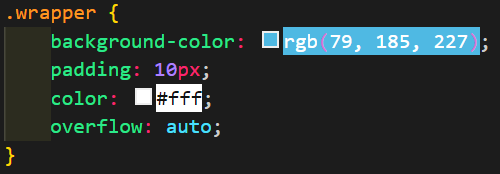 .wrapper {
background-color: rgb(79, 185, 227);
padding: 10px;
color: #fff;
overflow: auto;
}